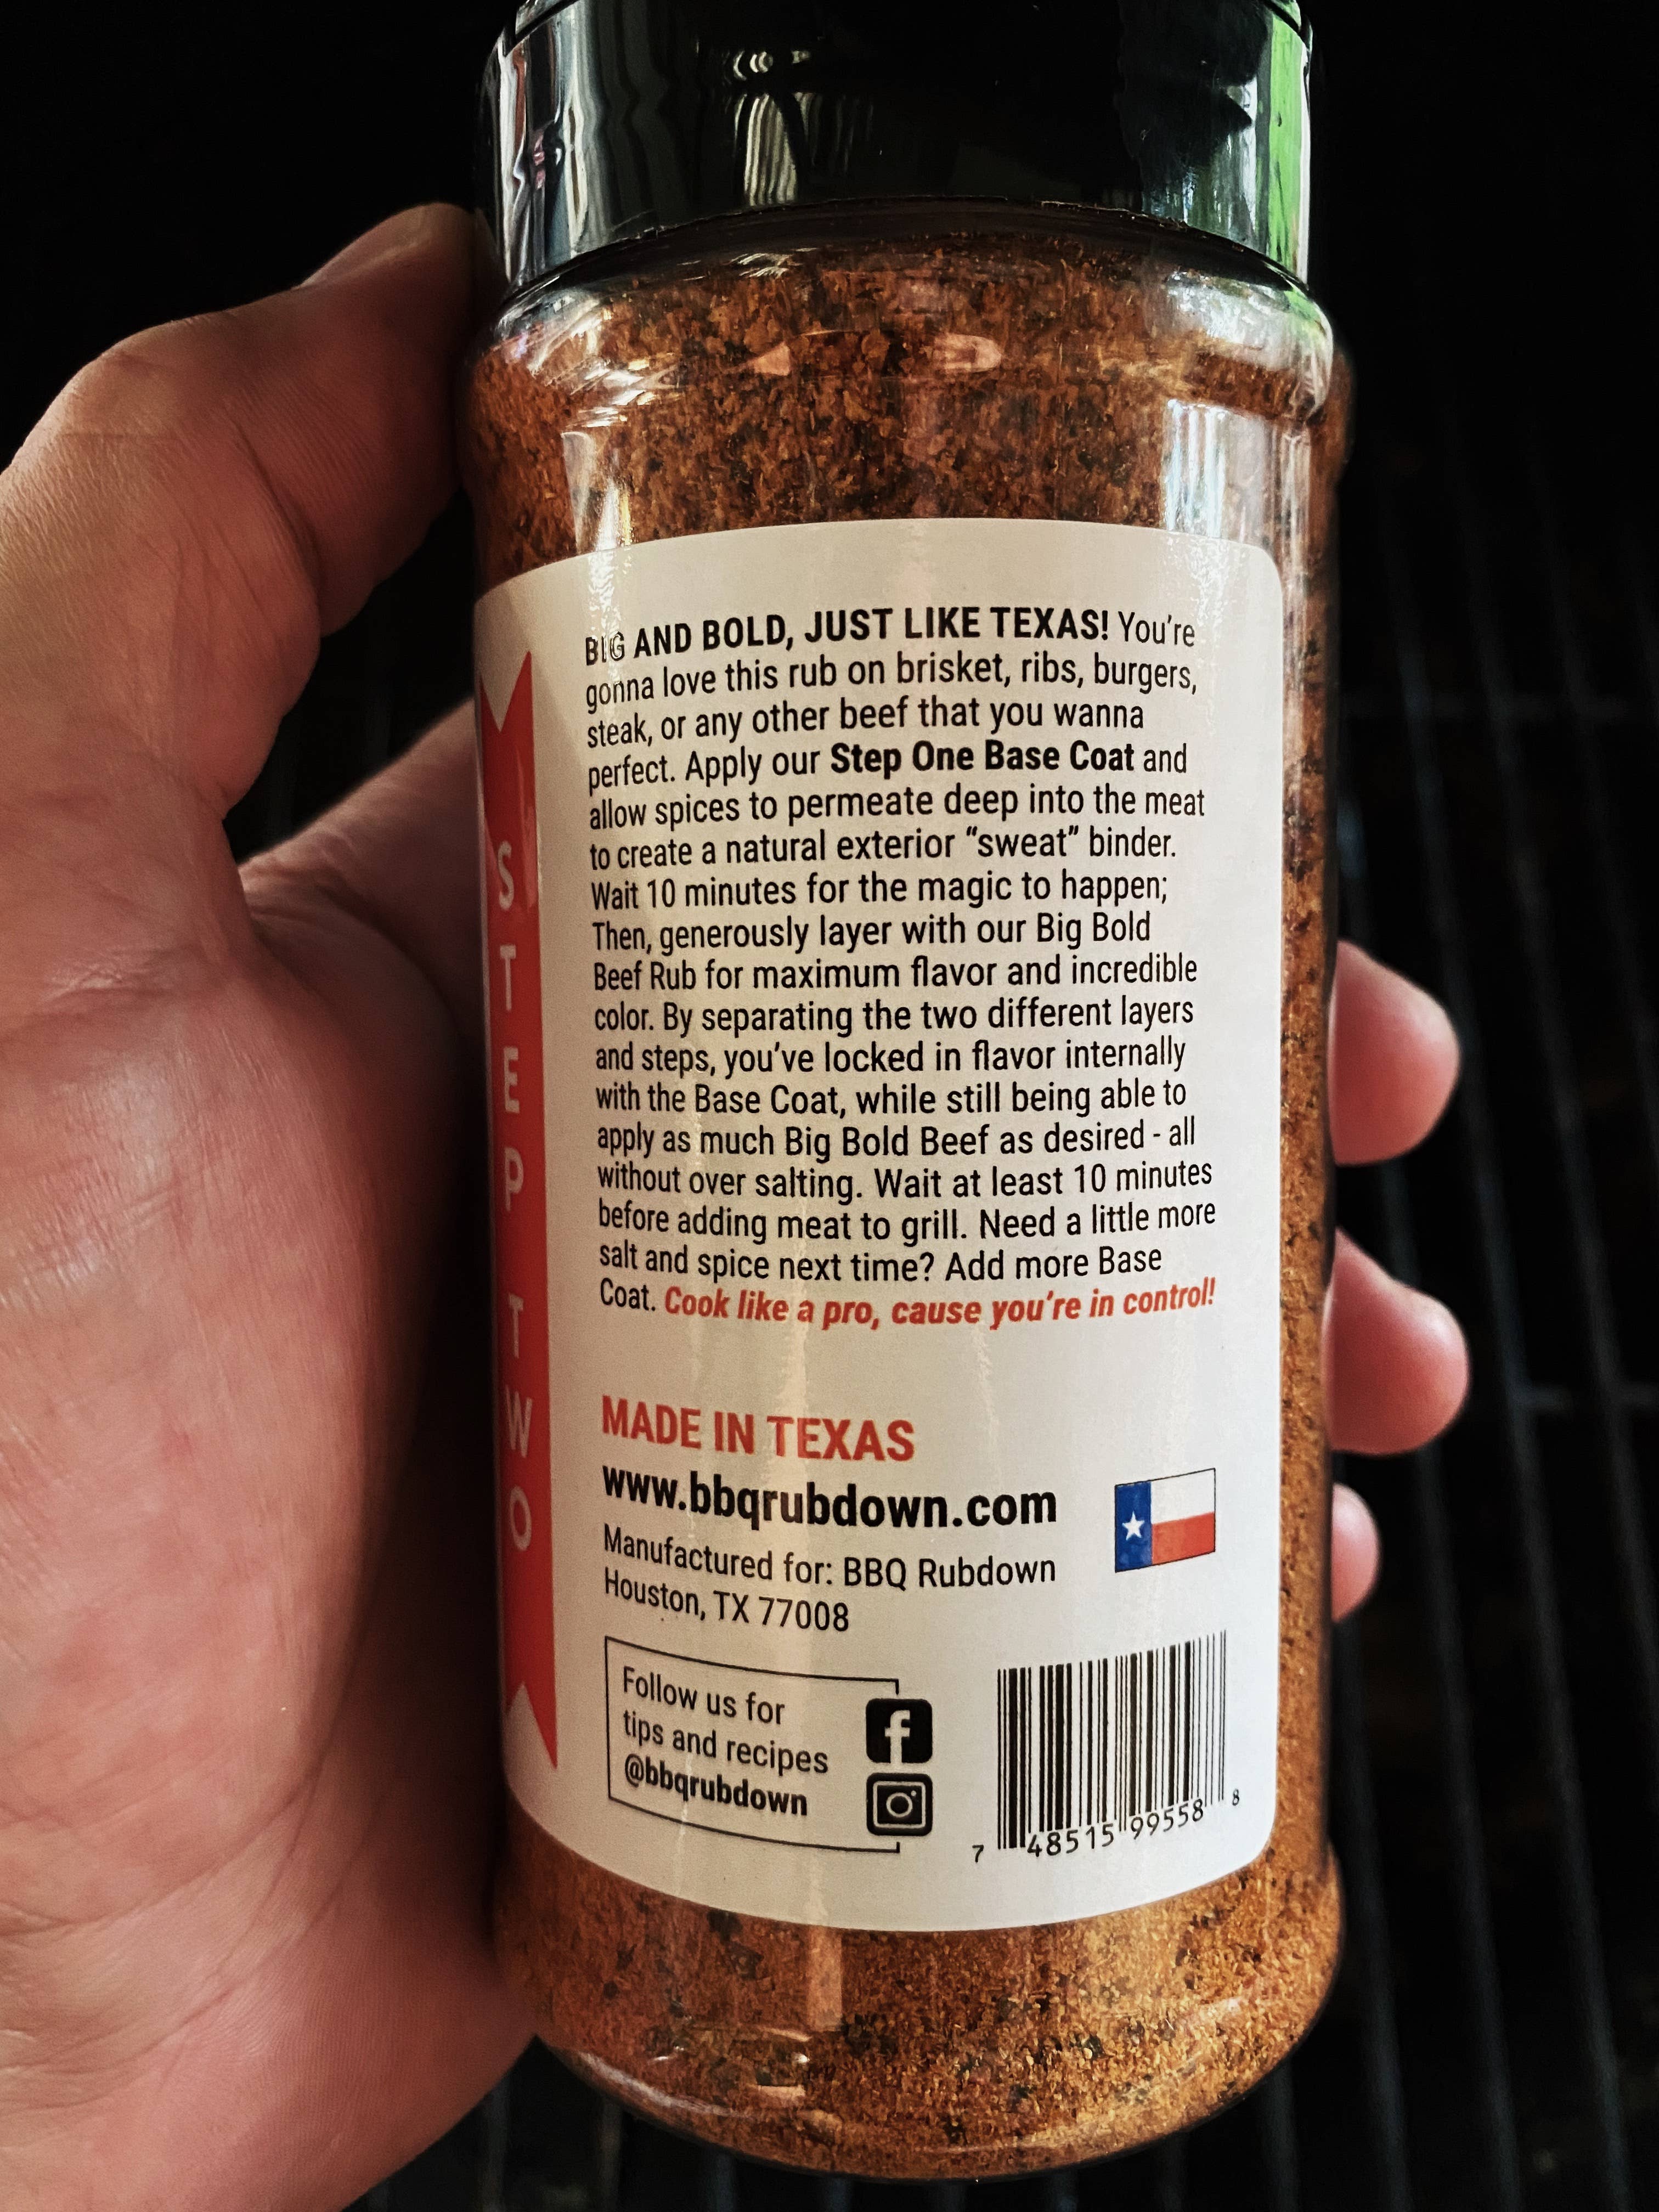 BIG AND BOLD, JUST LIKE TEXAS! You're
gonna love this rub on brisket, ribs, burgers,
steak, or any other beef that you wanna
perfect. Apply our Step One Base Coat and
allow spices to permeate deep into the meat
to create a natural exterior “sweat” binder.
Wait 10 minutes for the magic to happen;
Then, generously layer with our Big Bold
Beef Rub for maximum flavor and incredible
color. By separating the two different layers
and steps, you've locked in flavor internally
with the Base Coat, while still being able to
apply as much Big Bold Beef as desired - all
without over salting. Wait at least 10 minutes
before adding meat to grill. Need a little more
salt and spice next time? Add more Base
Coat. Cook like a pro, cause you're in control!
STEP TWO
MADE IN TEXAS
www.bbqrubdown.com
Manufactured for: BBQ Rubdown
Houston, TX 77008
Follow us for
tips and recipes
@bbqrubdown
7 48515 99558 8